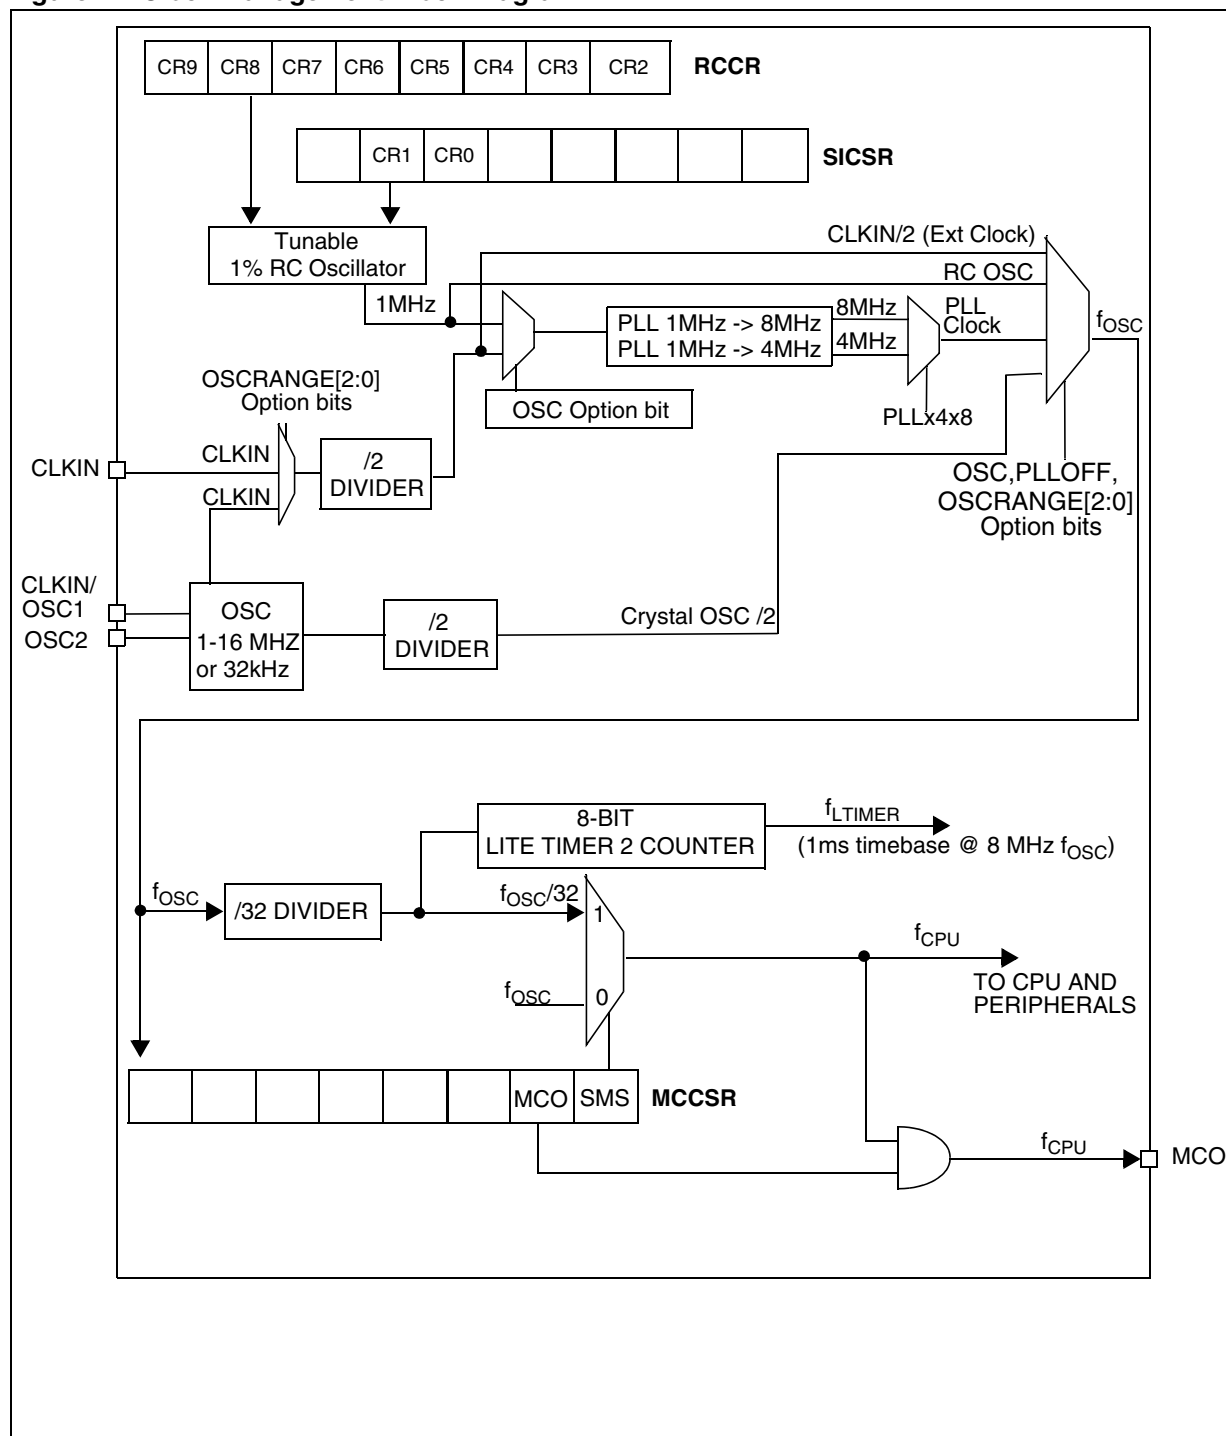 CR9 CR8 CR7 CR6 CR5 CR4 CR3 CR2 RCCR
CR1 CR0 SICSR
Tunable
1% RC Oscillator
CLKIN/2 (Ext Clock)
RC OSC
1MHz
PLL 1MHz -> 8MHz
PLL 1MHz -> 4MHz
8MHz
4MHz
PLL
Clock
fOSC
OSCRANGE[2:0]
Option bits
OSC Option bit
PLLx4x8
CLKIN
CLKIN
CLKIN
/2
DIVIDER
OSC,PLLOFF,
OSCRANGE[2:0]
Option bits
CLKIN/
OSC1
OSC2
OSC
1-16 MHZ
or 32kHz
/2
DIVIDER
Crystal OSC /2
8-BIT
LITE TIMER 2 COUNTER
fLTIMER
(1ms timebase @ 8 MHz fOSC)
fOSC
/32 DIVIDER
fOSC/32
1
fOSC
0
fCPU
TO CPU AND
PERIPHERALS
MCO SMS MCCSR
fCPU
MCO